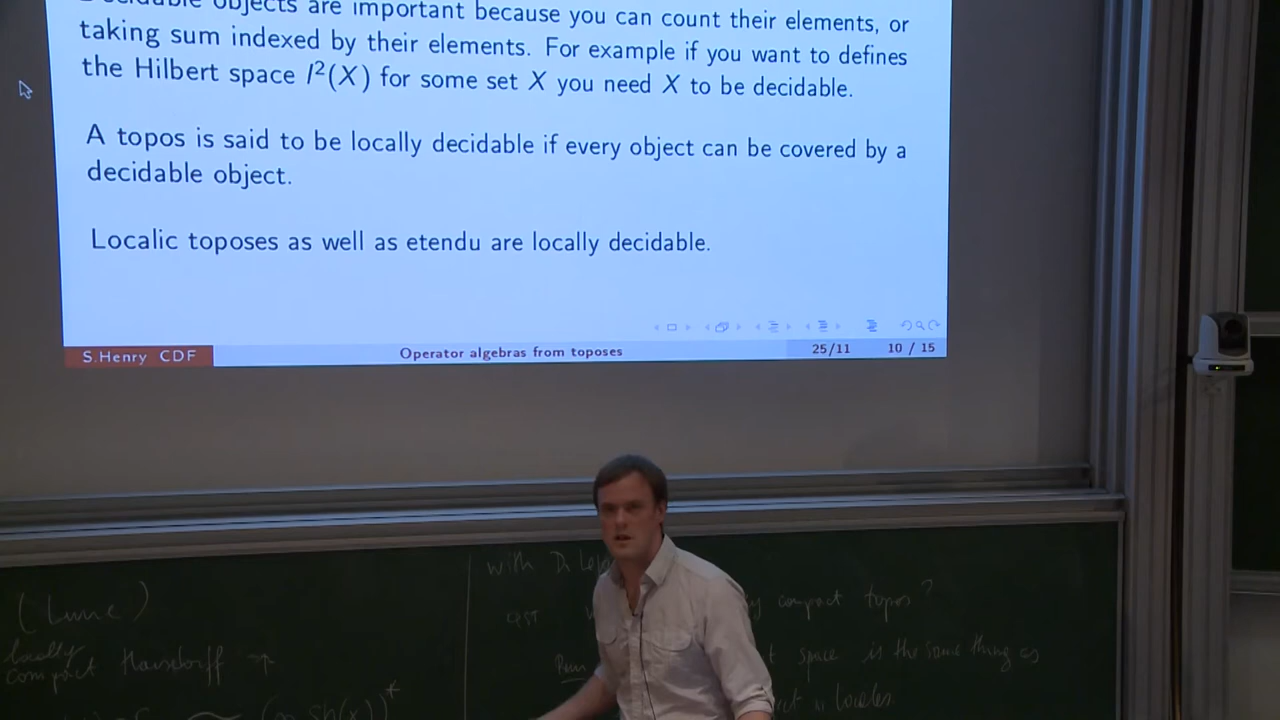 objects are important because you can count their elements, or
taking sum indexed by their elements. For example if you want to defines
the Hilbert space l²(X) for some set X you need X to be decidable.
A topos is said to be locally decidable if every object can be covered by a
decidable object.
Localic toposes as well as etendu are locally decidable.
S.Henry CDF
Operator algebras from toposes
25/11
10 / 15
locally
compact Hausdorff
with
compact topos?
space is the same thing as